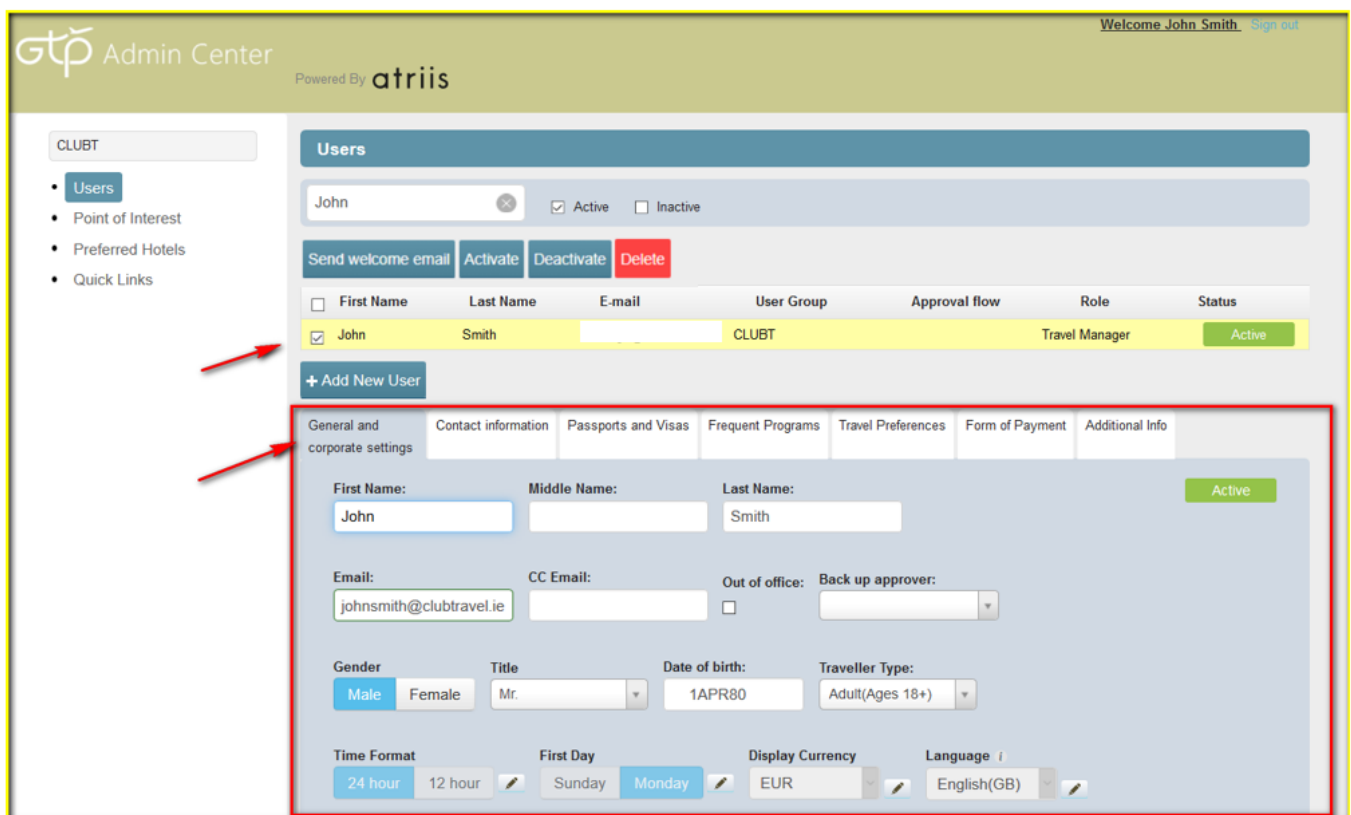 Welcome John Smith Sign out
Gtp Admin Center
Powered By atriis
CLUBT
Users
Point of Interest
Preferred Hotels
Quick Links
Users
John
Active Inactive
Send welcome email Activate Deactivate Delete
First Name Last Name E-mail User Group Approval flow Role Status
John Smith CLUBT Travel Manager Active
+ Add New User
General and corporate settings Contact information Passports and Visas Frequent Programs Travel Preferences Form of Payment Additional Info
First Name: Middle Name: Last Name:
John Smith Active
Email: CC Email: Out of office: Back up approver:
johnsmith@clubtravel.ie
Gender Title Date of birth: Traveller Type:
Male Female Mr. 1APR80 Adult(Ages 18+)
Time Format First Day Display Currency Language i
24 hour 12 hour Sunday Monday EUR English(GB)